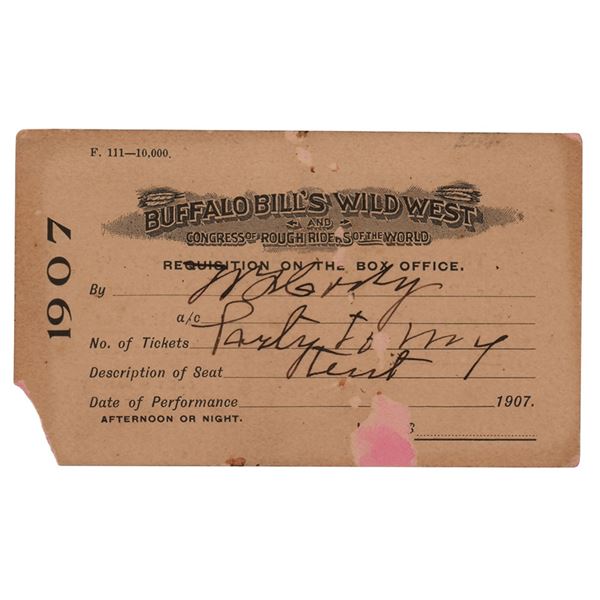 F. 111—10,000.
1907
BUFFALO BILL'S WILD WEST
AND
CONGRESS OF ROUGH RIDERS OF THE WORLD
REQUISITION ON THE BOX OFFICE.
By W F Cody
a/c
No. of Tickets Party to my
Description of Seat Tent
Date of Performance 1907.
AFTERNOON OR NIGHT.